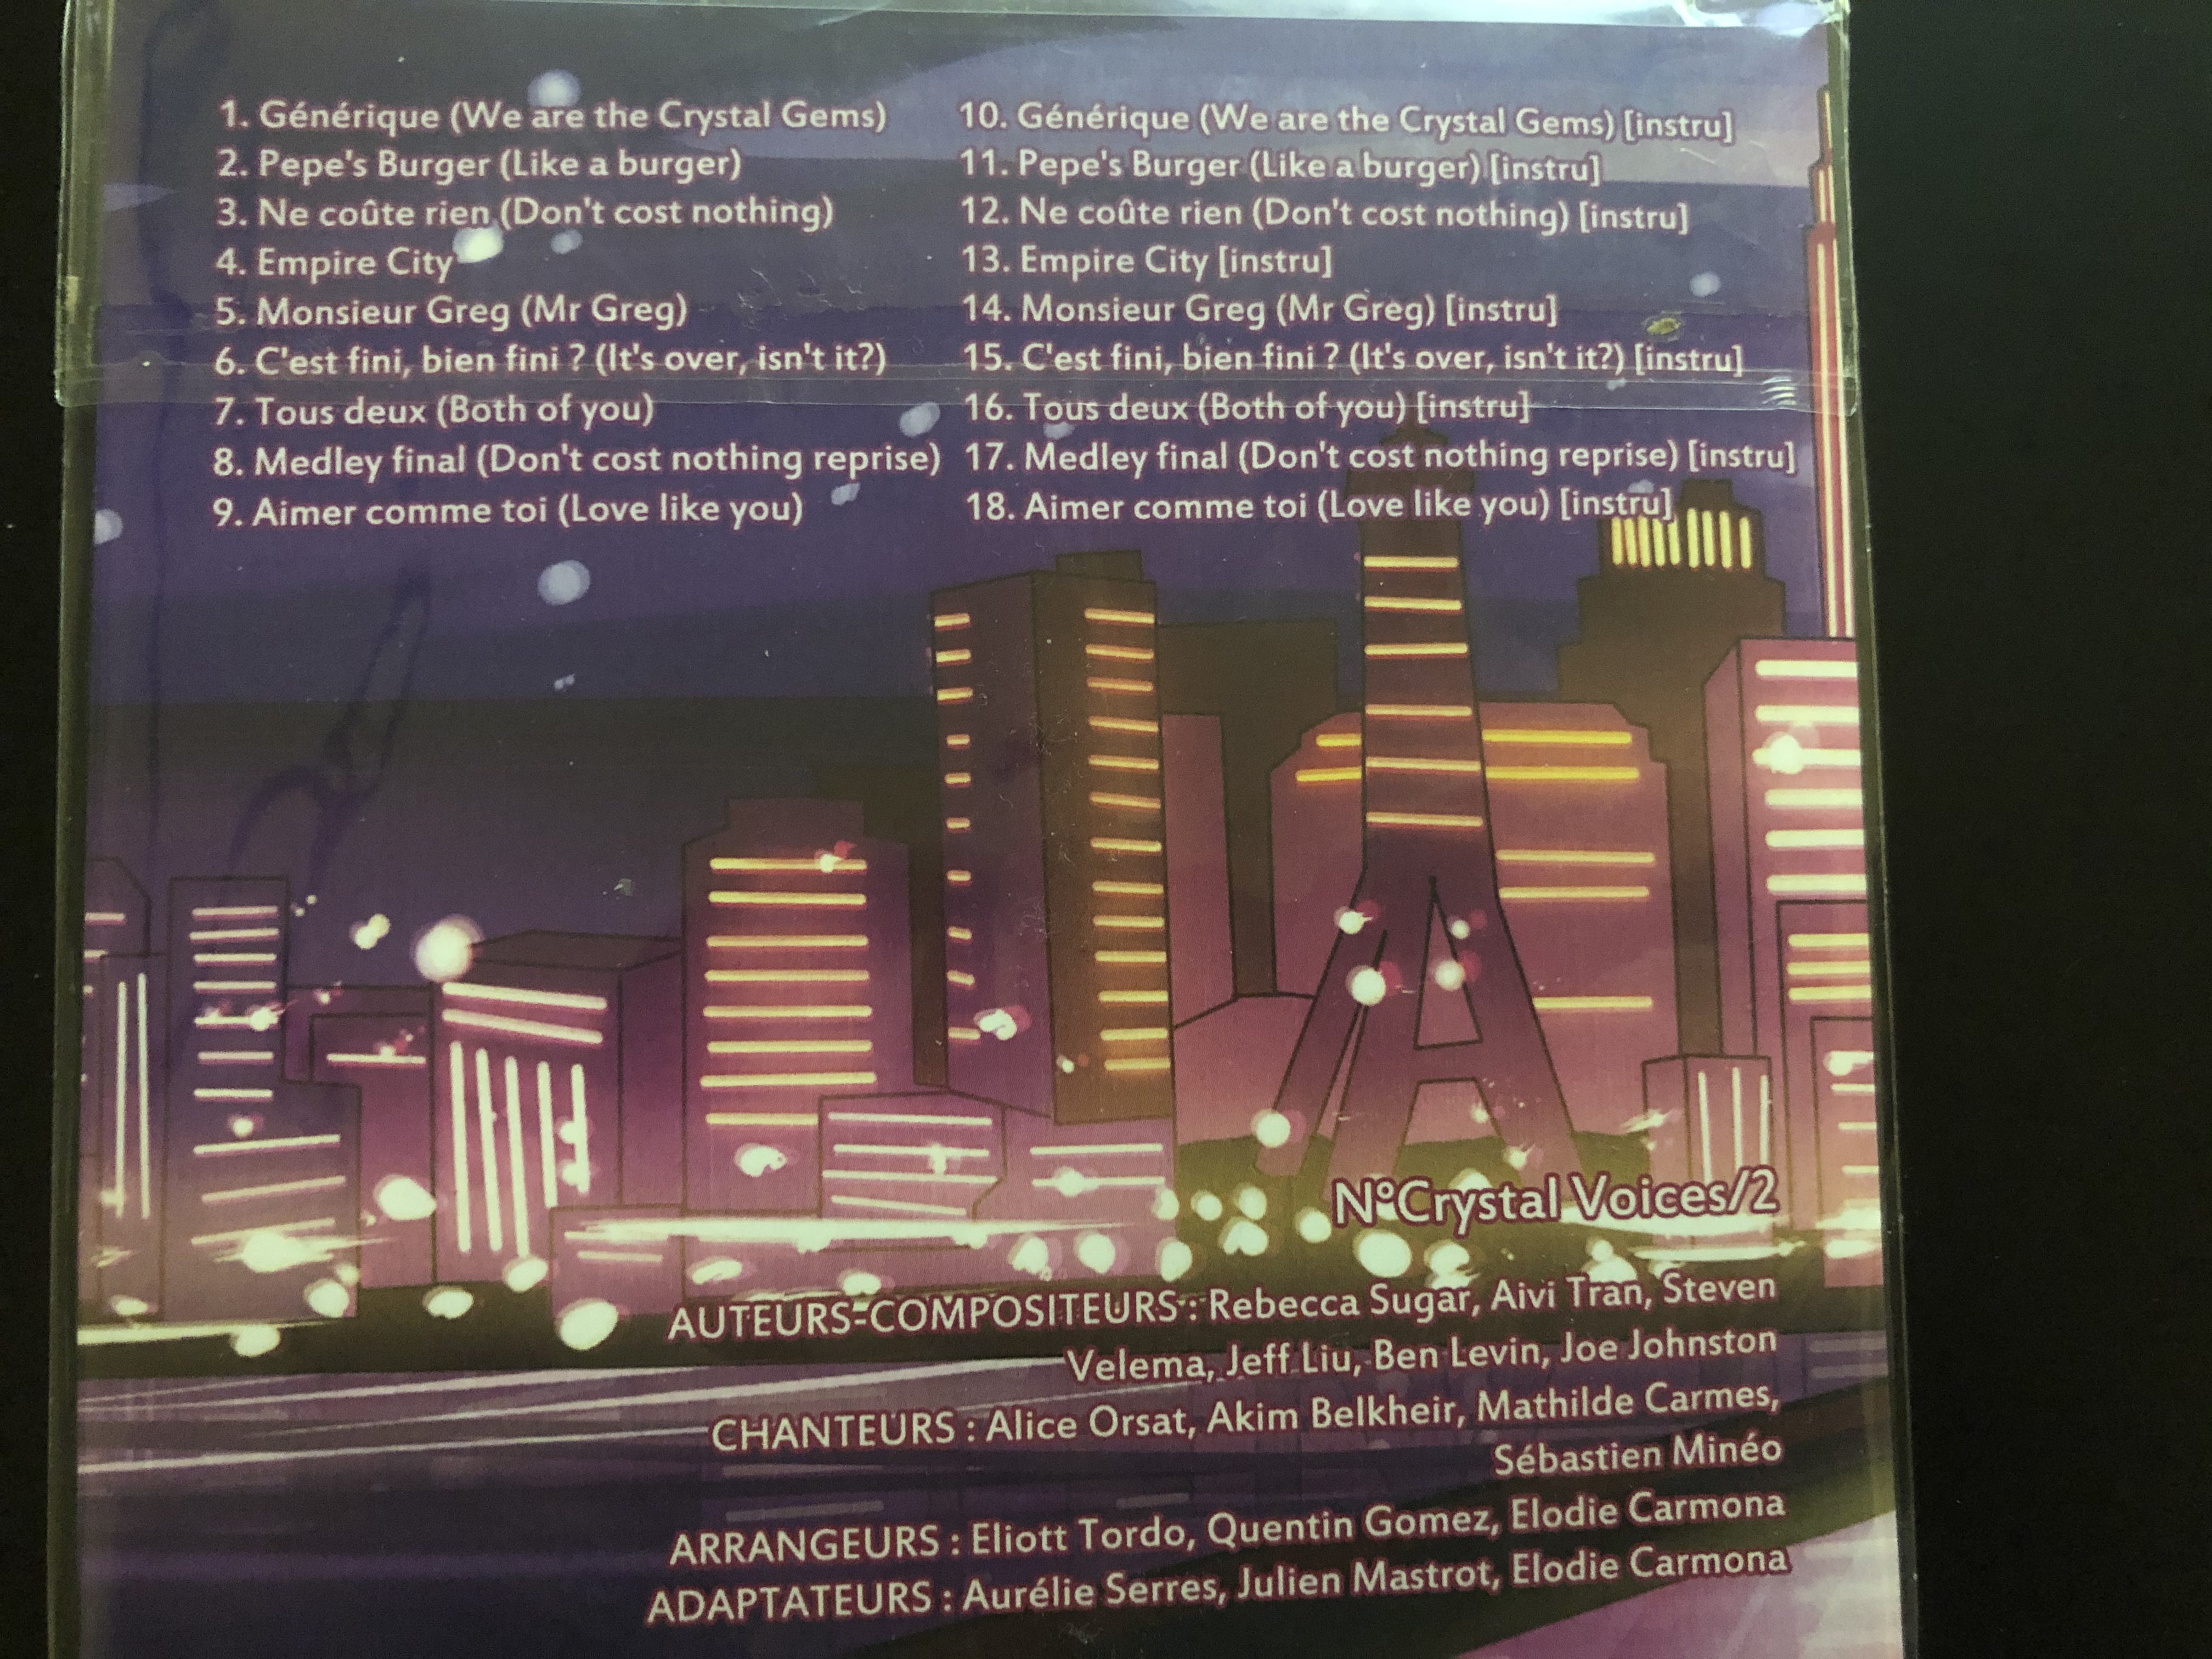 1. Générique (We are the Crystal Gems)
2. Pepe's Burger (Like a burger)
3. Ne coûte rien (Don't cost nothing)
4. Empire City
5. Monsieur Greg (Mr Greg)
6. C'est fini, bien fini ? (It's over, isn't it?)
7. Tous deux (Both of you)
8. Medley final (Don't cost nothing reprise)
9. Aimer comme toi (Love like you)
10. Générique (We are the Crystal Gems) [instru]
11. Pepe's Burger (Like a burger) [instru]
12. Ne coûte rien (Don't cost nothing) [instru]
13. Empire City [instru]
14. Monsieur Greg (Mr Greg) [instru]
15. C'est fini, bien fini ? (It's over, isn't it?) [instru]
16. Tous deux (Both of you) [instru]
17. Medley final (Don't cost nothing reprise) [instru]
18. Aimer comme toi (Love like you) [instru]
N°Crystal Voices/2
AUTEURS-COMPOSITEURS : Rebecca Sugar, Aivi Tran, Steven
Velema, Jeff Liu, Ben Levin, Joe Johnston
CHANTEURS : Alice Orsat, Akim Belkheir, Mathilde Carmes,
Sébastien Minéo
ARRANGEURS : Eliott Tordo, Quentin Gomez, Elodie Carmona
ADAPTATEURS : Aurélie Serres, Julien Mastrot, Elodie Carmona